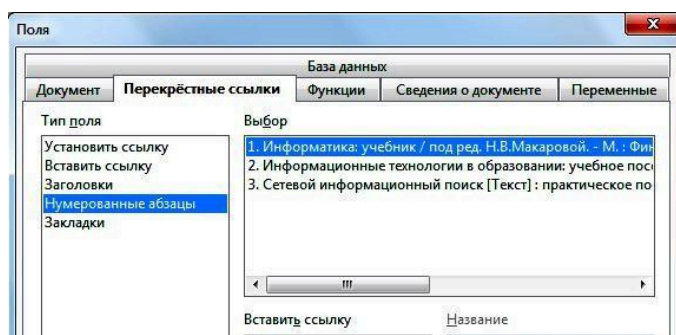 Поля
База данных
Документ Перекрёстные ссылки Функции Сведения о документе Переменные
Тип поля
Установить ссылку
Вставить ссылку
Заголовки
Нумерованные абзацы
Закладки
Выбор
1. Информатика: учебник / под ред. Н.В.Макаровой. - М. : Фин
2. Информационные технологии в образовании: учебное пос
3. Сетевой информационный поиск [Текст] : практическое по
Вставить ссылку Название